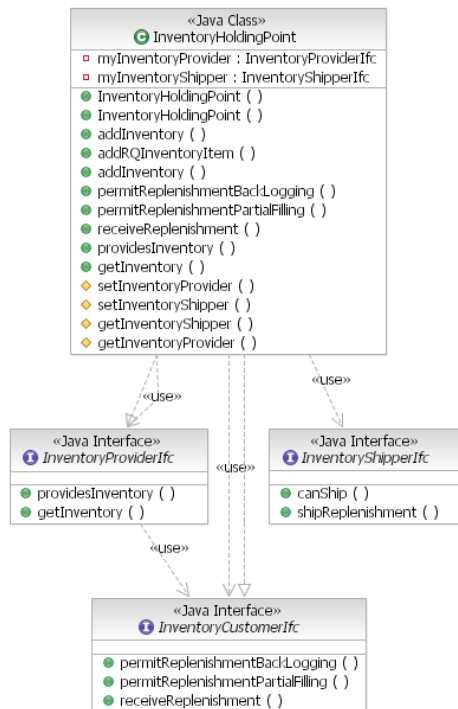 «Java Class»
InventoryHoldingPoint
myInventoryProvider : InventoryProviderIfc
myInventoryShipper : InventoryShipperIfc
InventoryHoldingPoint ( )
InventoryHoldingPoint ( )
addInventory ( )
addRQInventoryItem ( )
addInventory ( )
permitReplenishmentBackLogging ( )
permitReplenishmentPartialFilling ( )
receiveReplenishment ( )
providesInventory ( )
getInventory ( )
setInventoryProvider ( )
setInventoryShipper ( )
getInventoryShipper ( )
getInventoryProvider ( )
«use»
«use»
«Java Interface»
InventoryProviderIfc
providesInventory ( )
getInventory ( )
«use»
«Java Interface»
InventoryShipperIfc
canShip ( )
shipReplenishment ( )
«use»
«Java Interface»
InventoryCustomerIfc
permitReplenishmentBackLogging ( )
permitReplenishmentPartialFilling ( )
receiveReplenishment ( )